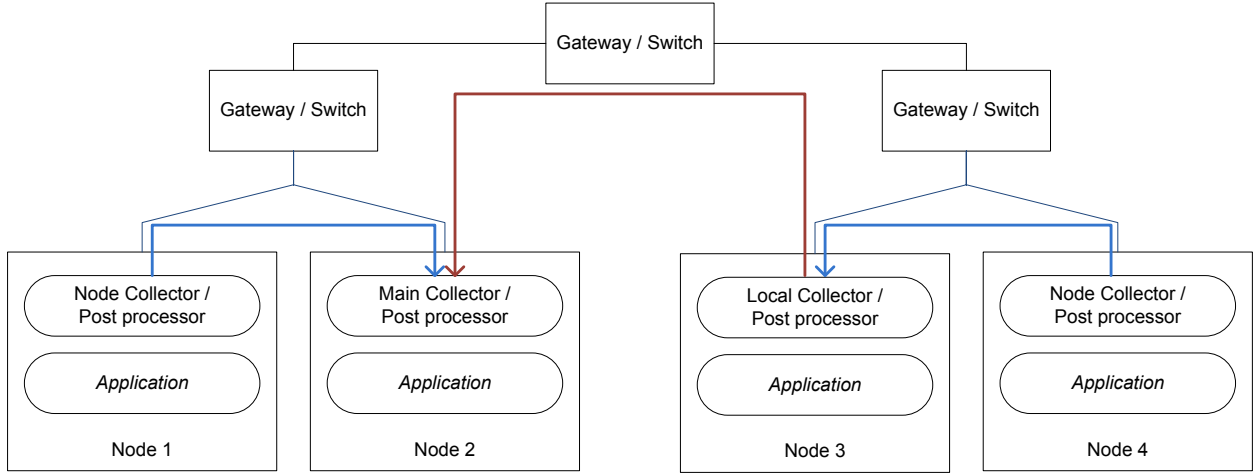 Gateway / Switch
Gateway / Switch
Gateway / Switch
Node Collector /
Post processor
Application
Node 1
Main Collector /
Post processor
Application
Node 2
Local Collector /
Post processor
Application
Node 3
Node Collector /
Post processor
Application
Node 4